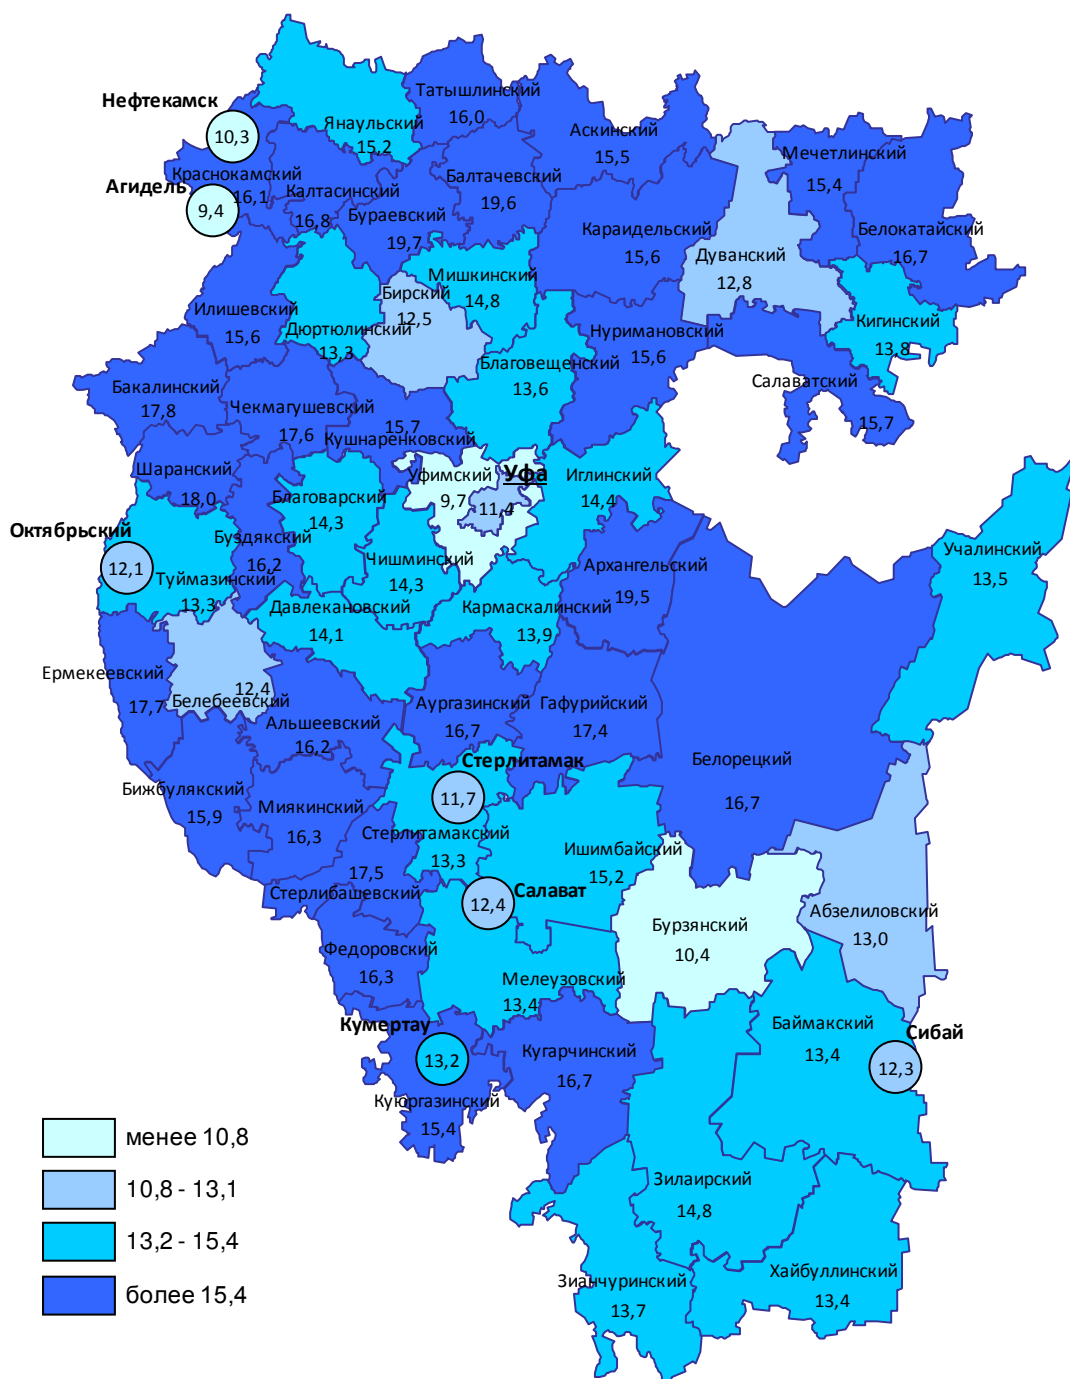 Татышлинский
16,0
Нефтекамск
10,3
Янаульский
15,2
Аскинский
15,5
Мечетлинский
15,4
Краснокамский
16,1
Агидель
9,4
Калтасинский
16,8
Балтачевский
19,6
Бураевский
19,7
Караидельский
15,6
Белокатайский
16,7
Дуванский
12,8
Мишкинский
14,8
Бирский
12,5
Илишевский
15,6
Дюртюлинский
13,3
Нуримановский
15,6
Кигинский
13,8
Благовещенский
13,6
Бакалинский
17,8
Чекмагушевский
17,6
Салаватский
15,7
15,7
Кушнаренковский
Шаранский
18,0
Уфимский
9,7
Уфа
11,4
Иглинский
14,4
Благоварский
14,3
Октябрьский
12,1
Буздякский
16,2
Чишминский
14,3
Архангельский
19,5
Учалинский
13,5
Туймазинский
13,3
Давлекановский
14,1
Кармаскалинский
13,9
Ермекеевский
17,7
12,4
Белебеевский
Альшеевский
16,2
Аургазинский
16,7
Гафурийский
17,4
Стерлитамак
11,7
Белорецкий
16,7
Бижбулякский
15,9
Миякинский
16,3
Стерлитамакский
13,3
Ишимбайский
15,2
17,5
Стерлибашевский
Салават
12,4
Бурзянский
10,4
Абзелиловский
13,0
Федоровский
16,3
Мелеузовский
13,4
Кумертау
13,2
Кугарчинский
16,7
Баймакский
13,4
Сибай
12,3
Куюргазинский
15,4
Зилаирский
14,8
Зианчуринский
13,7
Хайбуллинский
13,4
менее 10,8
10,8 - 13,1
13,2 - 15,4
более 15,4